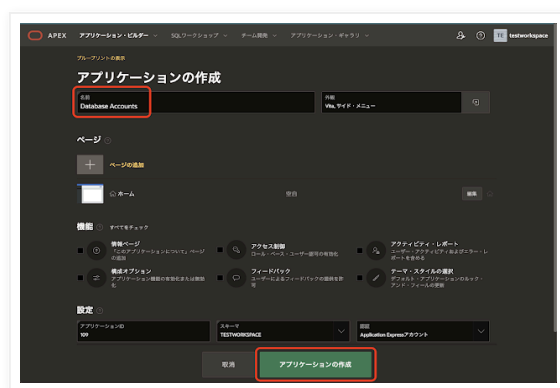 APEX アプリケーション・ビルダー SQLワークショップ チーム開発 アプリケーション・ギャラリ TE testworkspace
ブループリントの表示
アプリケーションの作成
名前
Database Accounts
外観
Vita, サイド・メニュー
ページ
ページの追加
ホーム 空白 編集
機能 すべてをチェック
情報ページ
「このアプリケーションについて」ページの追加
アクセス制御
ロール・ベース・ユーザー認可の有効化
アクティビティ・レポート
ユーザー・アクティビティおよびエラー・レポートを含める
構成オプション
アプリケーション機能の有効化または無効化
フィードバック
ユーザーによるフィードバックの提供を許可
テーマ・スタイルの選択
デフォルト・アプリケーションのルック・アンド・フィールの更新
設定
アプリケーションID
109
スキーマ
TESTWORKSPACE
認証
Application Expressアカウント
取消 アプリケーションの作成